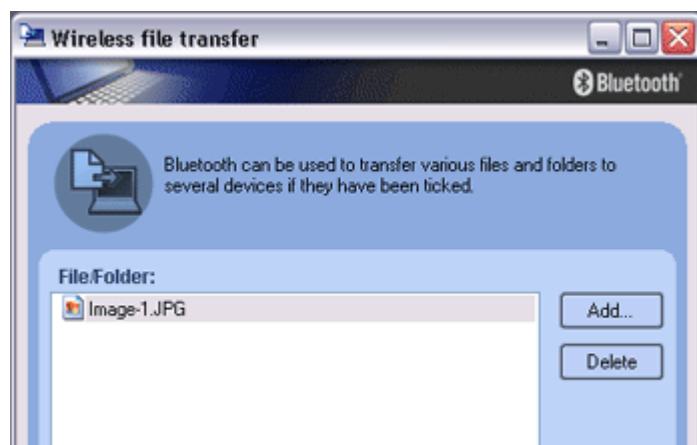 Wireless file transfer
Bluetooth
Bluetooth can be used to transfer various files and folders to
several devices if they have been ticked.
File/Folder:
Image-1.JPG
Add...
Delete